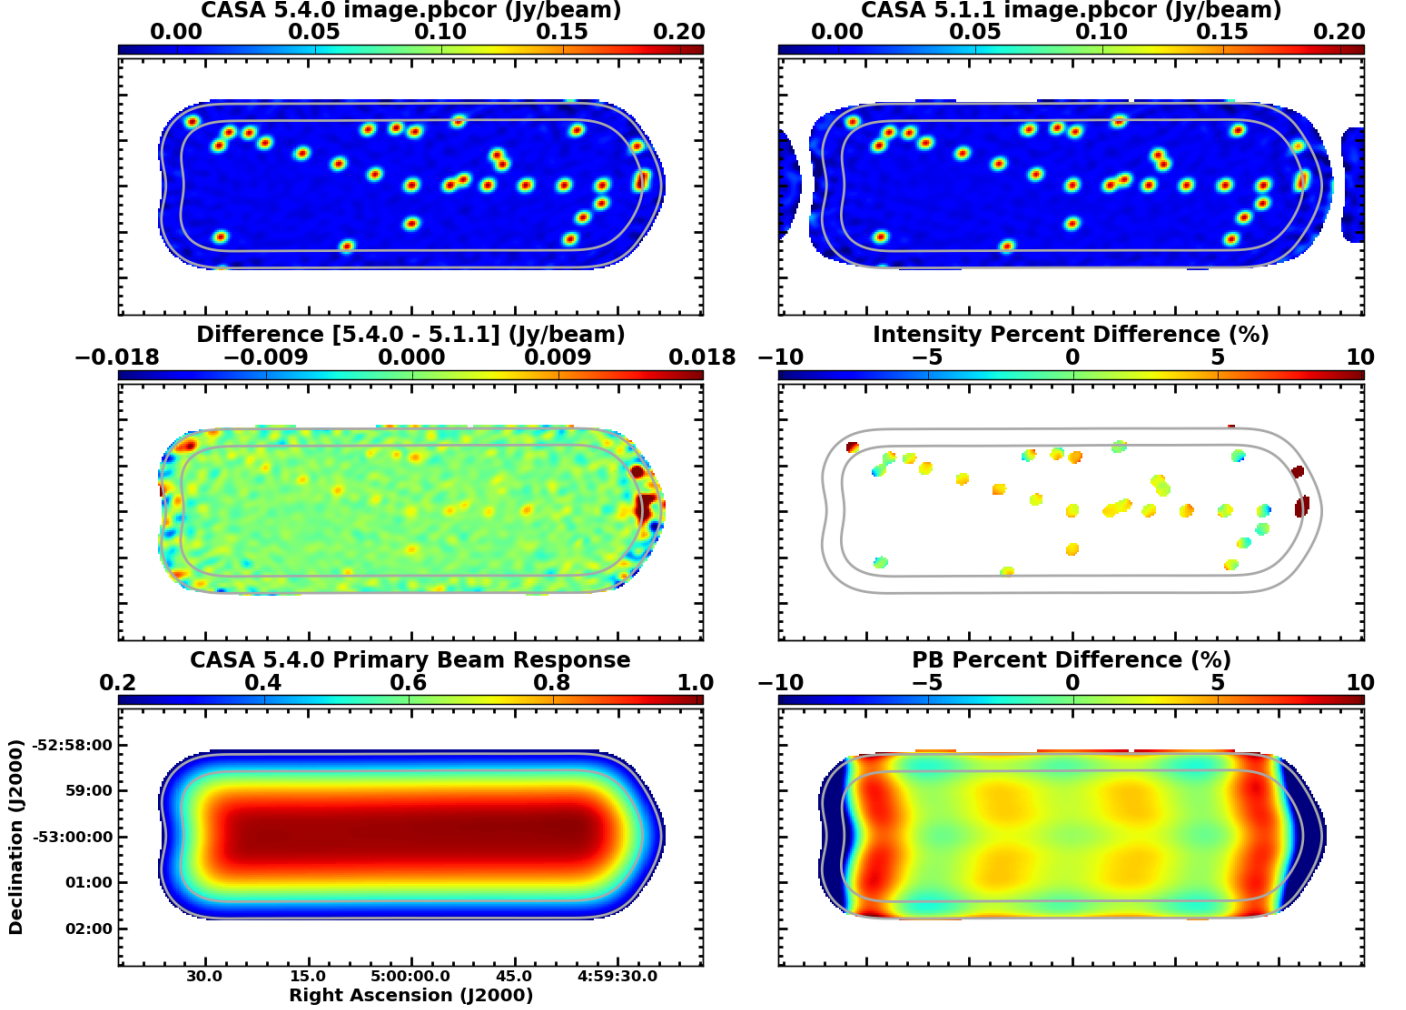 CASA 5.4.0 image.pbcor (Jy/beam)
0.00 0.05 0.10 0.15 0.20
CASA 5.1.1 image.pbcor (Jy/beam)
0.00 0.05 0.10 0.15 0.20
Difference [5.4.0 - 5.1.1] (Jy/beam)
−0.018 −0.009 0.000 0.009 0.018
Intensity Percent Difference (%)
−10 −5 0 5 10
CASA 5.4.0 Primary Beam Response
0.2 0.4 0.6 0.8 1.0
PB Percent Difference (%)
−10 −5 0 5 10
Declination (J2000)
-52:58:00
59:00
-53:00:00
01:00
02:00
30.0 15.0 5:00:00.0 45.0 4:59:30.0
Right Ascension (J2000)